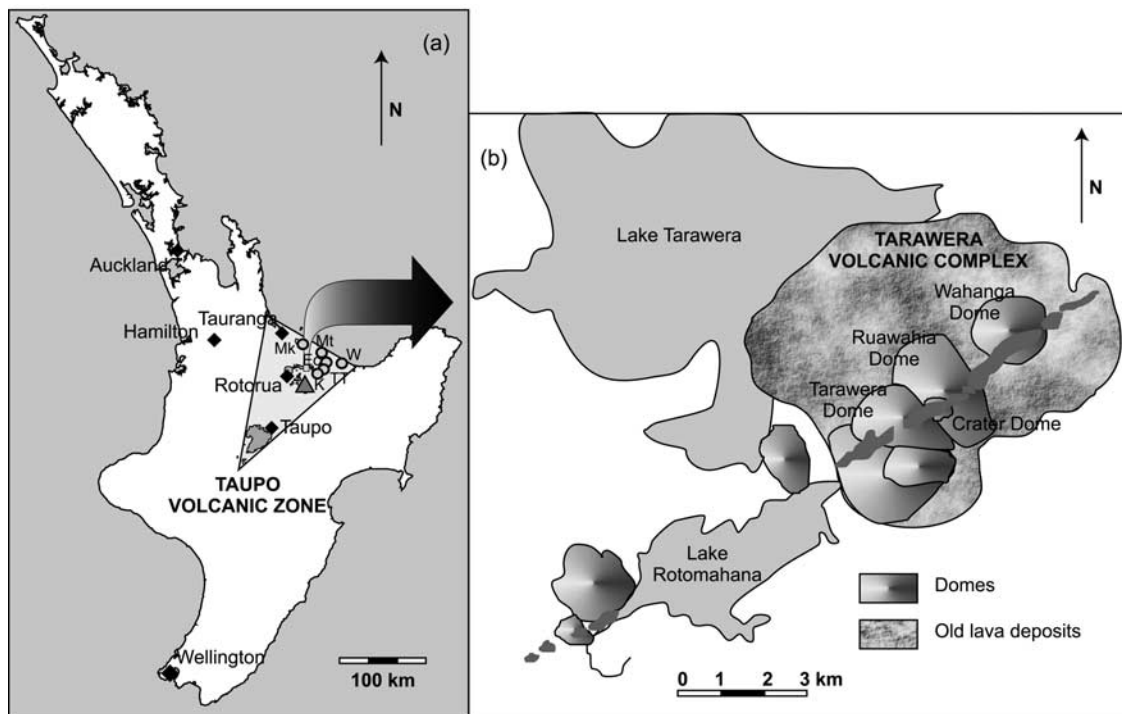 (a)
N
Auckland
Hamilton
Tauranga
Mk
Mt
E
W
K
Rotorua
Taupo
TAUPO
VOLCANIC ZONE
Wellington
100 km
(b)
N
Lake Tarawera
TARAWERA
VOLCANIC COMPLEX
Wahanga
Dome
Ruawahia
Dome
Tarawera
Dome
Crater Dome
Lake
Rotomahana
Domes
Old lava deposits
0 1 2 3 km